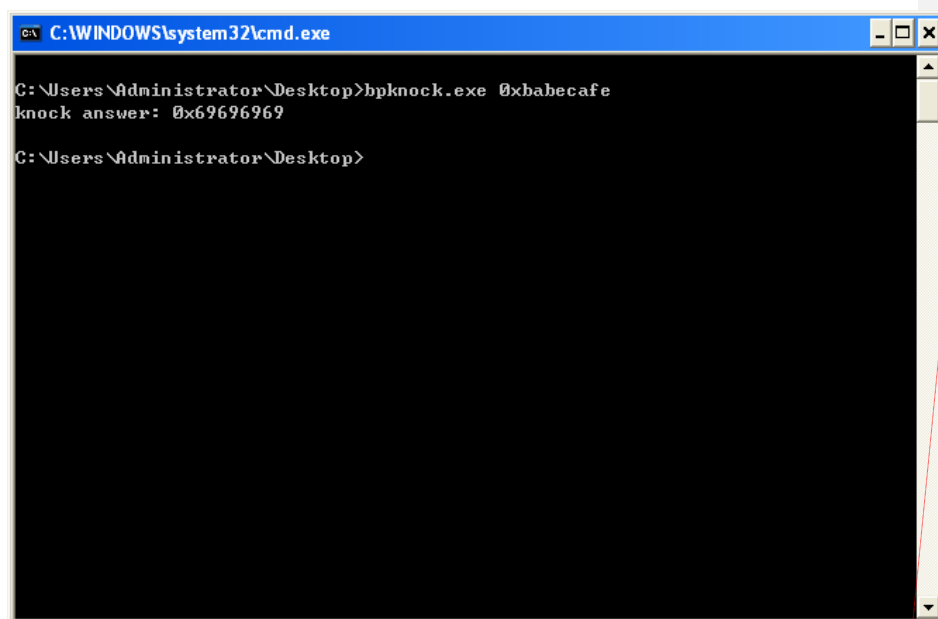 C:\WINDOWS\system32\cmd.exe
C:\Users\Administrator\Desktop>bpknock.exe 0xbabecafe
knock answer: 0x69696969
C:\Users\Administrator\Desktop>